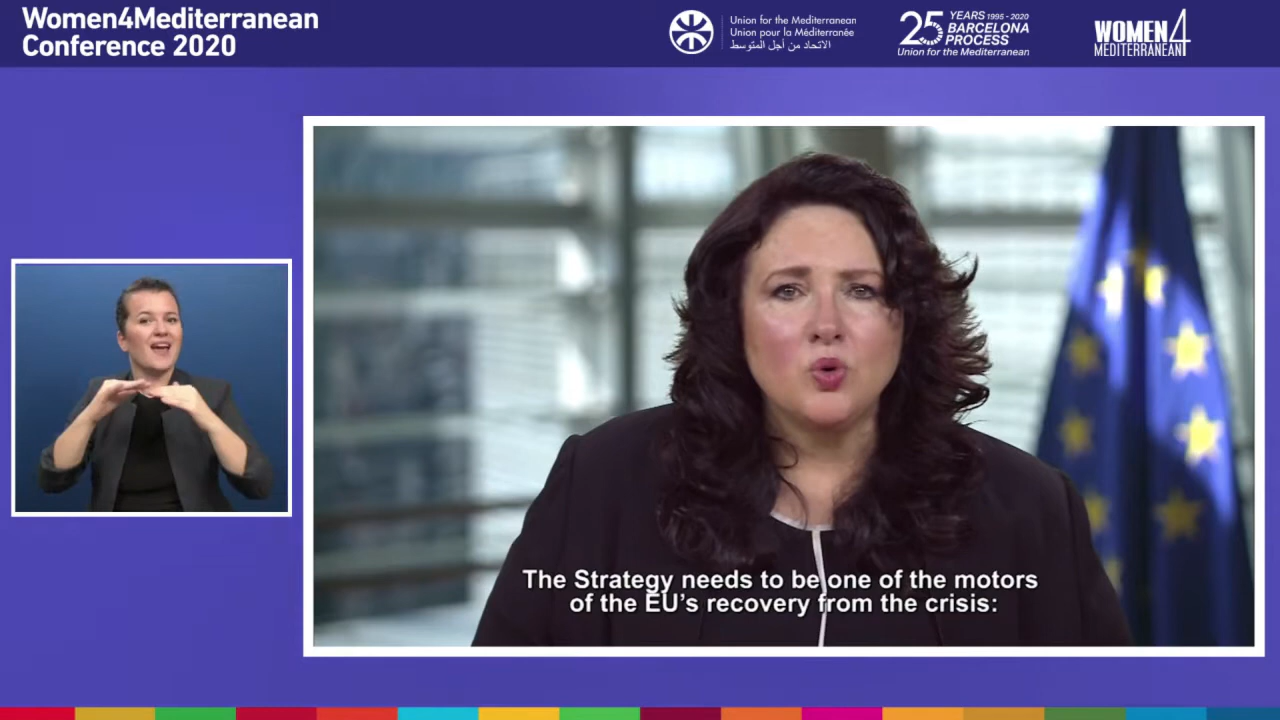 Women4Mediterranean
Conference 2020
Union for the Mediterranean
Union pour la Méditerranée
الاتحاد من أجل المتوسط
25 YEARS 1995 - 2020
BARCELONA
PROCESS
Union for the Mediterranean
WOMEN4
MEDITERRANEAN
The Strategy needs to be one of the motors
of the EU's recovery from the crisis: